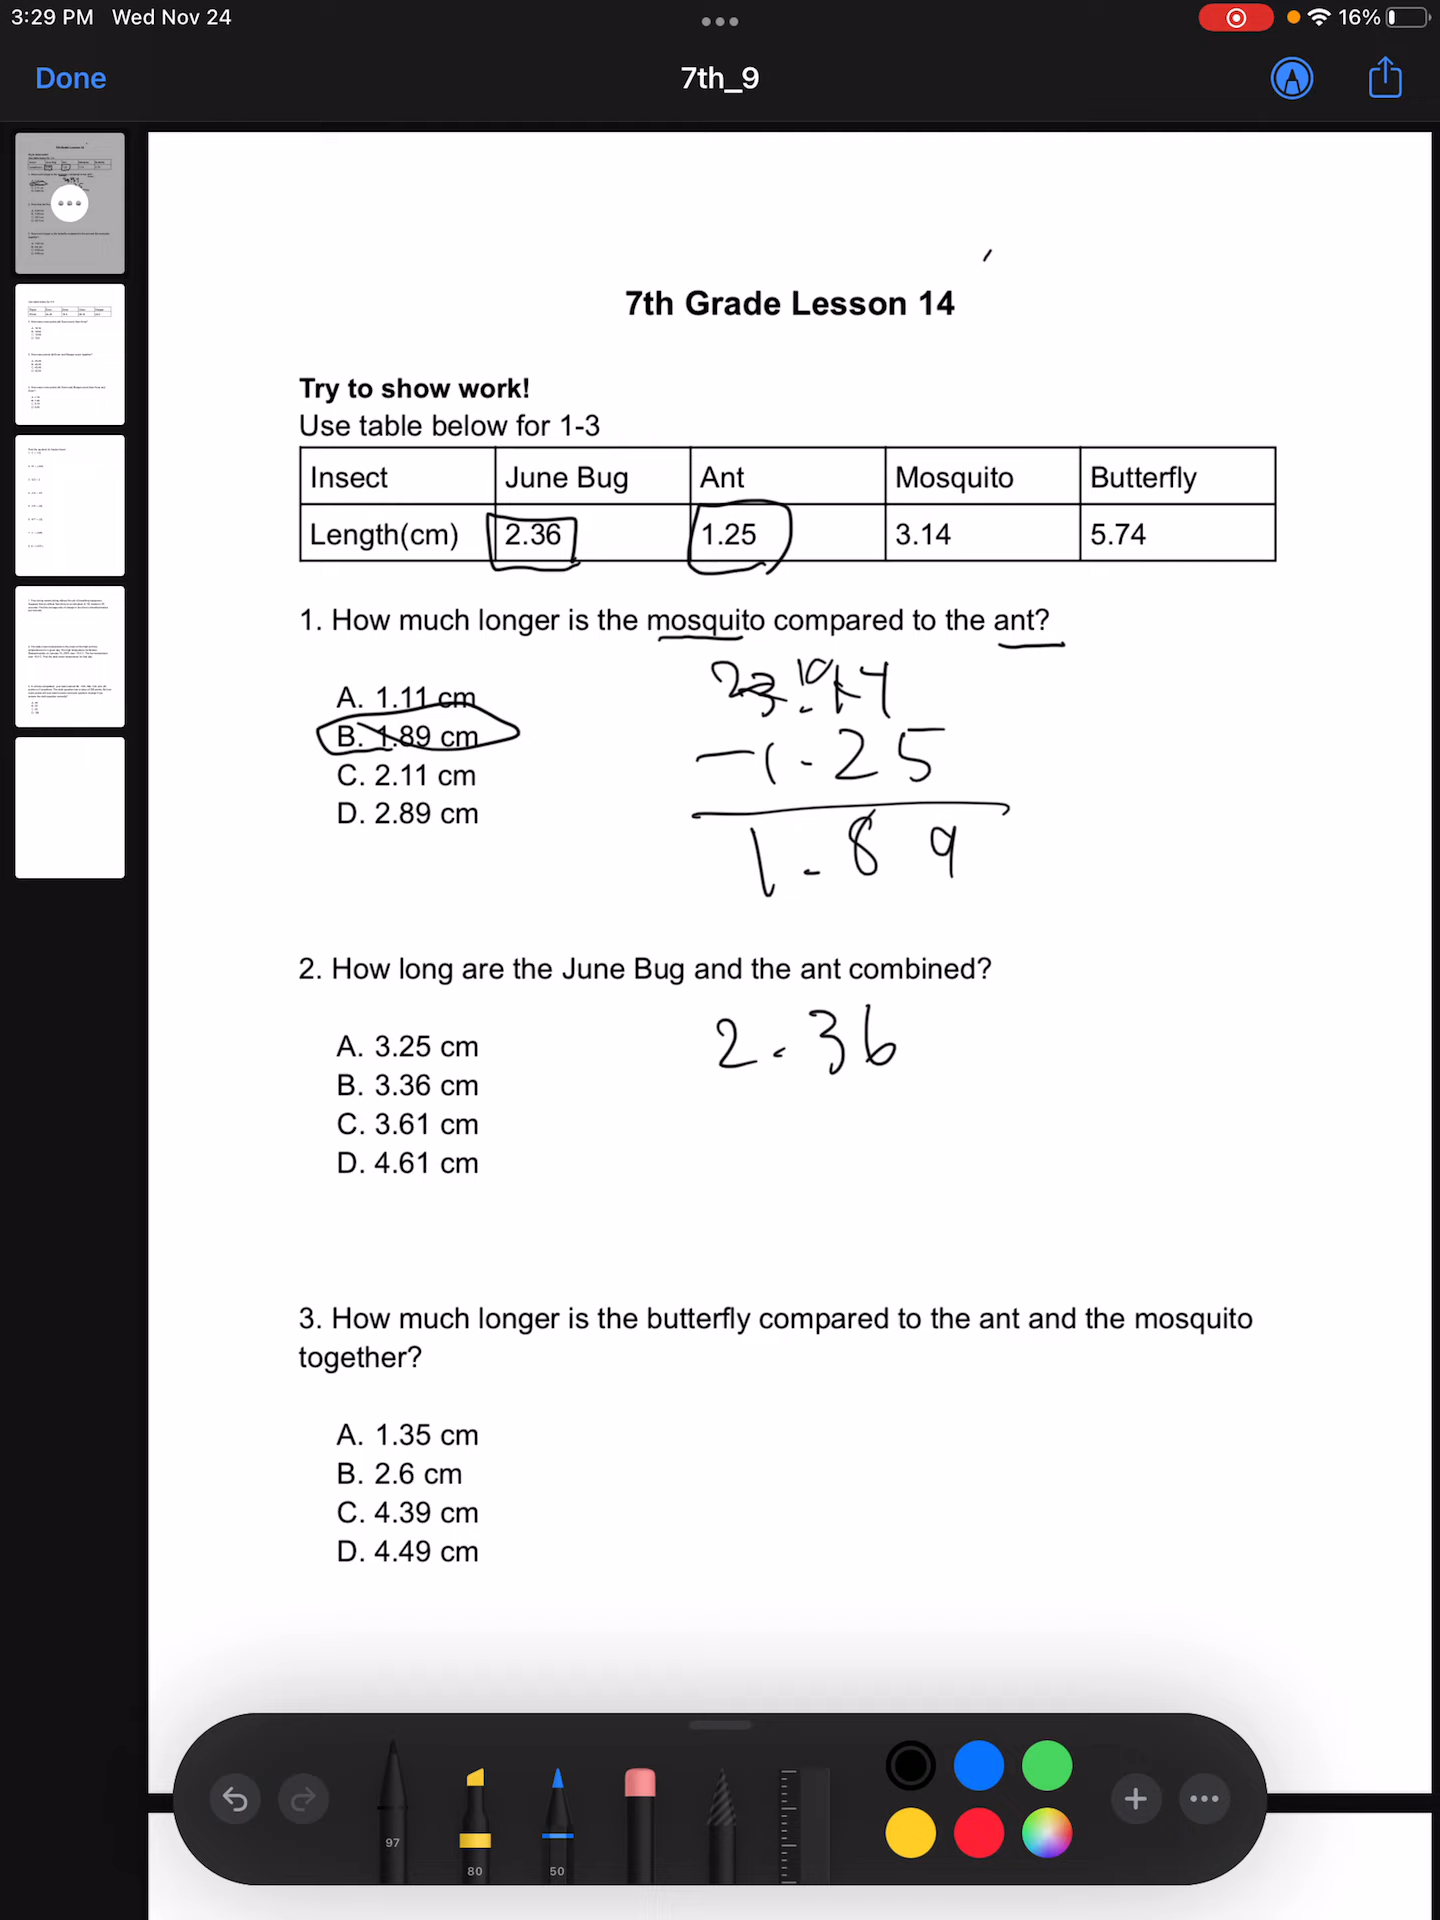 3:29 PM Wed Nov 24
16%
Done
7th_9
7th Grade Lesson 14
Try to show work!
Use table below for 1-3
Insect June Bug Ant Mosquito Butterfly
Length(cm) 2.36 1.25 3.14 5.74
1. How much longer is the mosquito compared to the ant?
A. 1.11 cm
B. 1.89 cm
C. 2.11 cm
D. 2.89 cm
- 1.25
1.89
2. How long are the June Bug and the ant combined?
2.36
A. 3.25 cm
B. 3.36 cm
C. 3.61 cm
D. 4.61 cm
3. How much longer is the butterfly compared to the ant and the mosquito
together?
A. 1.35 cm
B. 2.6 cm
C. 4.39 cm
D. 4.49 cm
97
80
50